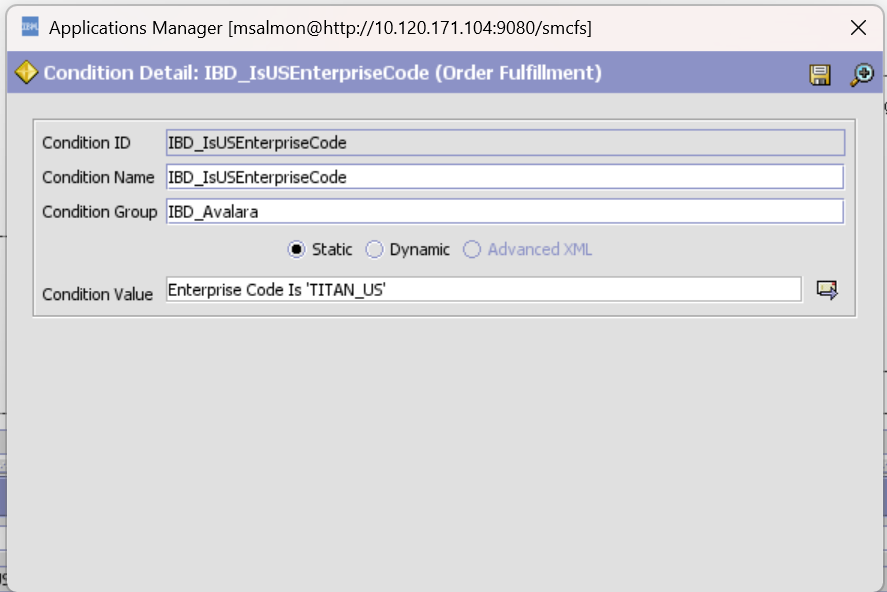 IBM
Applications Manager [msalmon@http://10.120.171.104:9080/smcfs]
Condition Detail: IBD_IsUSEnterpriseCode (Order Fulfillment)
Condition ID IBD_IsUSEnterpriseCode
Condition Name IBD_IsUSEnterpriseCode
Condition Group IBD_Avalara
Static Dynamic Advanced XML
Condition Value Enterprise Code Is 'TITAN_US'